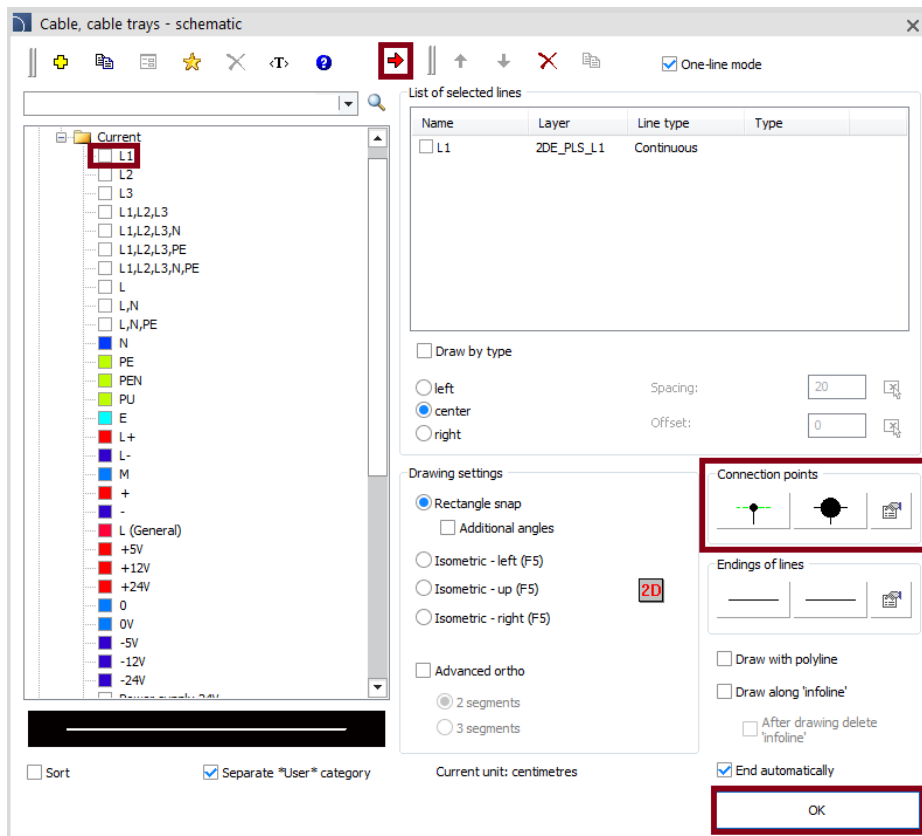 Cable, cable trays - schematic
<T>
One-line mode
Current
L1
L2
L3
L1,L2,L3
L1,L2,L3,N
L1,L2,L3,PE
L1,L2,L3,N,PE
L
L,N
L,N,PE
N
PE
PEN
PU
E
L+
L-
M
+
-
L (General)
+5V
+12V
+24V
0
0V
-5V
-12V
-24V
Power supply 24V
Sort
Separate *User* category
List of selected lines
Name Layer Line type Type
L1 2DE_PLS_L1 Continuous
Draw by type
left
center
right
Spacing: 20
Offset: 0
Drawing settings
Rectangle snap
Additional angles
Isometric - left (F5)
Isometric - up (F5)
Isometric - right (F5)
2D
Advanced ortho
2 segments
3 segments
Current unit: centimetres
Connection points
Endings of lines
Draw with polyline
Draw along 'infoline'
After drawing delete
'infoline'
End automatically
OK